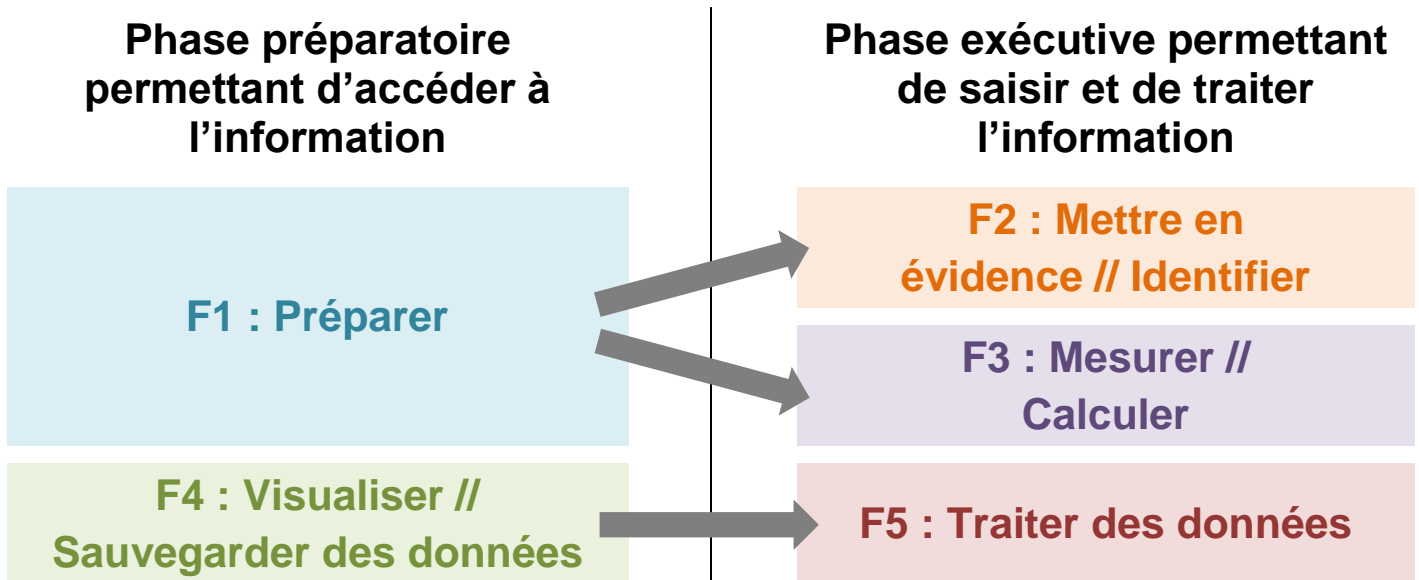 Phase préparatoire
permettant d’accéder à
l’information
Phase exécutive permettant
de saisir et de traiter
l’information
F1 : Préparer
F2 : Mettre en
évidence // Identifier
F3 : Mesurer //
Calculer
F4 : Visualiser //
Sauvegarder des données
F5 : Traiter des données